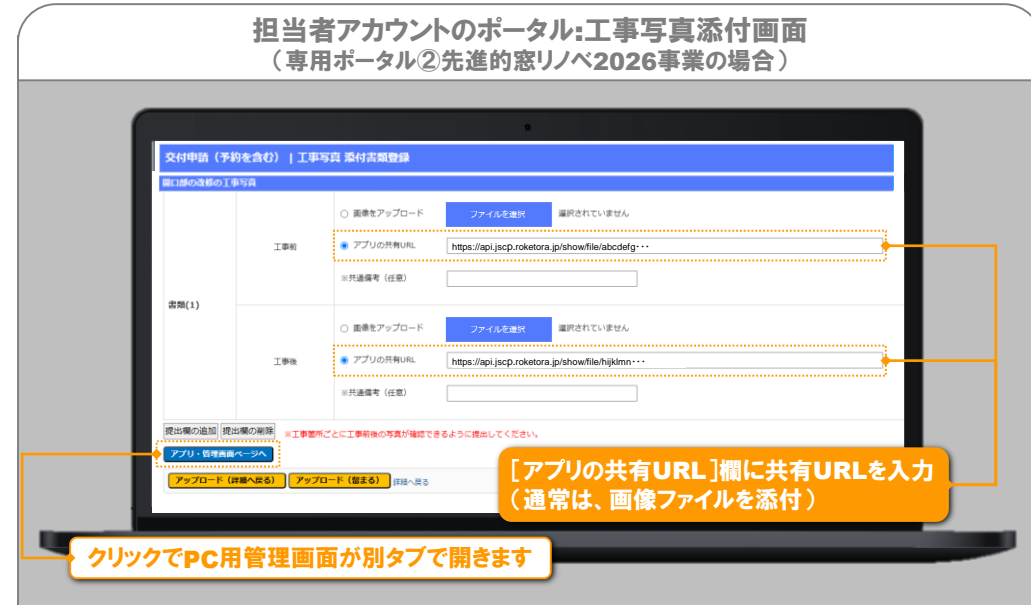 担当者アカウントのポータル:工事写真添付画面
（専用ポータル②先進的窓リノベ2026事業の場合）
交付申請（予約を含む）｜工事写真 添付書類登録
開口部の改修の工事写真
書類(1)
工事前
画像をアップロード
ファイルを選択
選択されていません
アプリの共有URL
https://api.jscp.roketora.jp/show/file/abcdefg･･･
※共通備考（任意）
工事後
画像をアップロード
ファイルを選択
選択されていません
アプリの共有URL
https://api.jscp.roketora.jp/show/file/hijklmn･･･
※共通備考（任意）
提出欄の追加 提出欄の削除 ※工事箇所ごとに工事前後の写真が確認できるように提出してください。
アプリ・管理画面ページへ
アップロード（詳細へ戻る） アップロード（留まる） 詳細へ戻る
［アプリの共有URL］欄に共有URLを入力
（通常は、画像ファイルを添付）
クリックでPC用管理画面が別タブで開きます